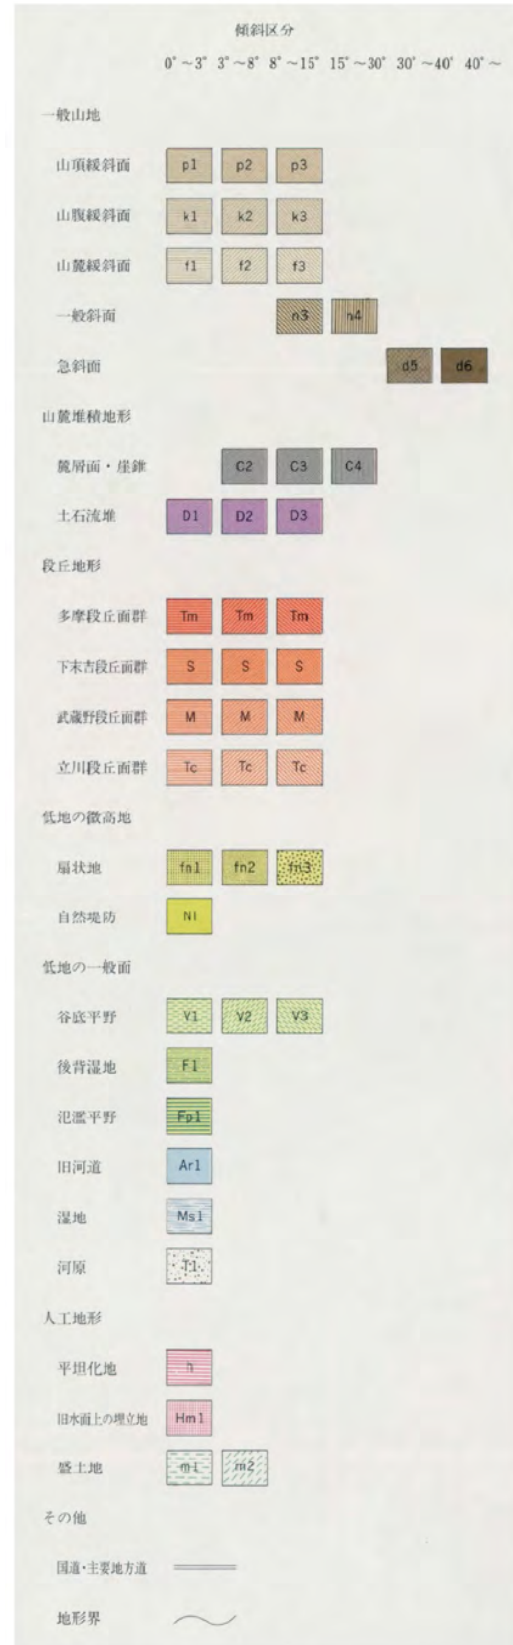 傾斜区分
0°～3° 3°～8° 8°～15° 15°～30° 30°～40° 40°～
一般山地
山頂緩斜面 p1 p2 p3
山腹緩斜面 k1 k2 k3
山麓緩斜面 f1 f2 f3
一般斜面 n3 n4
急斜面 d5 d6
山麓堆積地形
麓屑面・崖錐 C2 C3 C4
土石流堆 D1 D2 D3
段丘地形
多摩段丘面群 Tm Tm Tm
下末吉段丘面群 S S S
武蔵野段丘面群 M M M
立川段丘面群 Tc Tc Tc
低地の微高地
扇状地 fn1 fn2 fn3
自然堤防 Nl
低地の一般面
谷底平野 V1 V2 V3
後背湿地 F1
氾濫平野 Fp1
旧河道 Ar1
湿地 Ms1
河原 T1
人工地形
平坦化地 h
旧水面上の埋立地 Hm1
盛土地 m1 m2
その他
国道・主要地方道
地形界